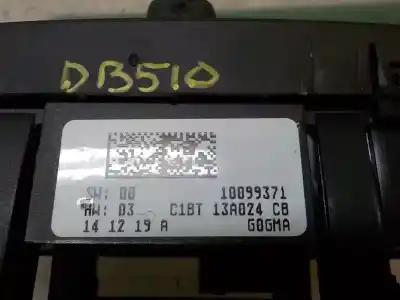 DB510
SW: 00 10099371
HW: 03 C1BT 13A024 CB
14 12 19 A GOGMA